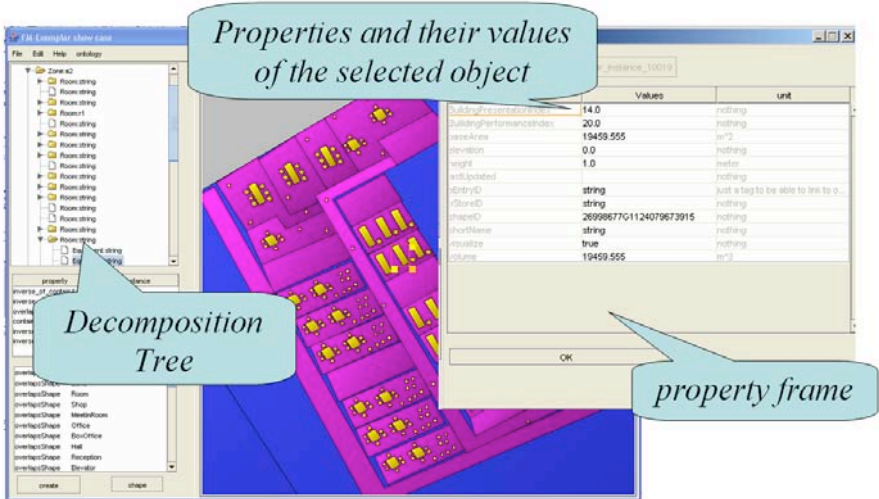 FM-Exemplar show case
File Edit Help ontology
Properties and their values
of the selected object
Zone:a2
Room:string
Room:string
Room:string
Room:r1
Room:string
Room:string
Room:string
Room:string
Room:string
Room:string
Room:string
Room:string
Room:string
Room:string
property
Values unit
BuildingPresentationIndex 14.0 nothing
BuildingPerformanceIndex 20.0 nothing
baseArea 19459.555 m^2
elevation 0.0 nothing
height 1.0 meter
lastUpdated nothing
string just a tag to be able to link to o...
string nothing
shapeID 26998677G1124079673915 nothing
shortName string nothing
visualize true nothing
volume 19459.555 m^2
Decomposition
Tree
OK
property frame
overlapsShape Room
overlapsShape Shop
overlapsShape MeetinRoom
overlapsShape Office
overlapsShape BoxOffice
overlapsShape Hall
overlapsShape Reception
overlapsShape Elevator
create shape